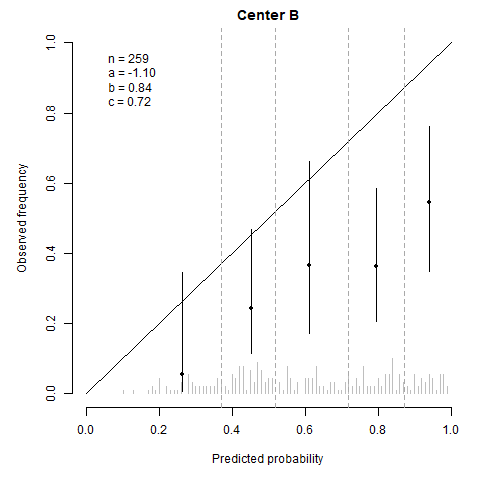 Center B
n = 259
a = -1.10
b = 0.84
c = 0.72
Observed frequency
1.0
0.8
0.6
0.4
0.2
0.0
0.0 0.2 0.4 0.6 0.8 1.0
Predicted probability